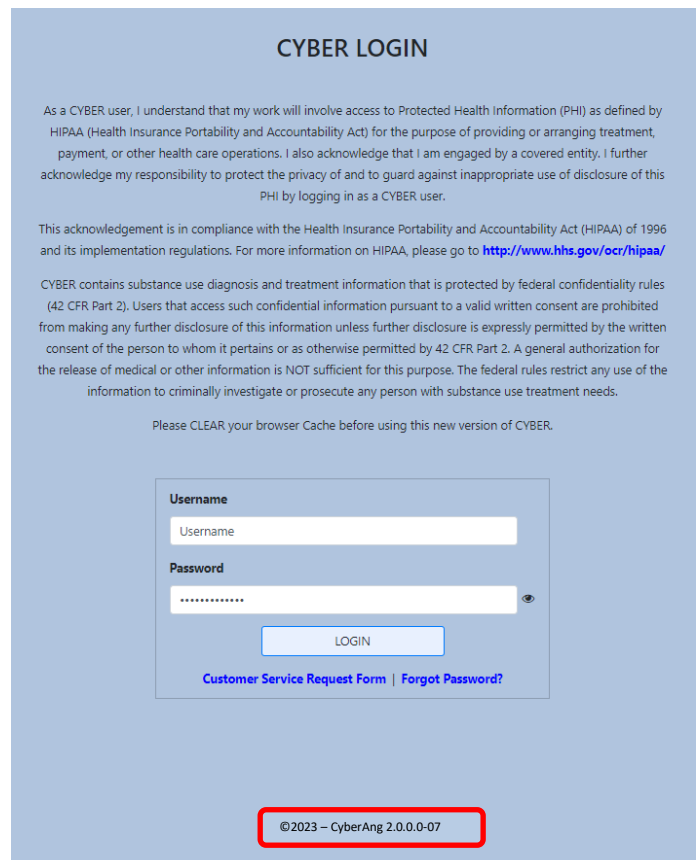 CYBER LOGIN
As a CYBER user, I understand that my work will involve access to Protected Health Information (PHI) as defined by
HIPAA (Health Insurance Portability and Accountability Act) for the purpose of providing or arranging treatment,
payment, or other health care operations. I also acknowledge that I am engaged by a covered entity. I further
acknowledge my responsibility to protect the privacy of and to guard against inappropriate use of disclosure of this
PHI by logging in as a CYBER user.
This acknowledgement is in compliance with the Health Insurance Portability and Accountability Act (HIPAA) of 1996
and its implementation regulations. For more information on HIPAA, please go to http://www.hhs.gov/ocr/hipaa/
CYBER contains substance use diagnosis and treatment information that is protected by federal confidentiality rules
(42 CFR Part 2). Users that access such confidential information pursuant to a valid written consent are prohibited
from making any further disclosure of this information unless further disclosure is expressly permitted by the written
consent of the person to whom it pertains or as otherwise permitted by 42 CFR Part 2. A general authorization for
the release of medical or other information is NOT sufficient for this purpose. The federal rules restrict any use of the
information to criminally investigate or prosecute any person with substance use treatment needs.
Please CLEAR your browser Cache before using this new version of CYBER.
Username
Username
Password
•••••••••••••
LOGIN
Customer Service Request Form | Forgot Password?
©2023 – CyberAng 2.0.0.0-07